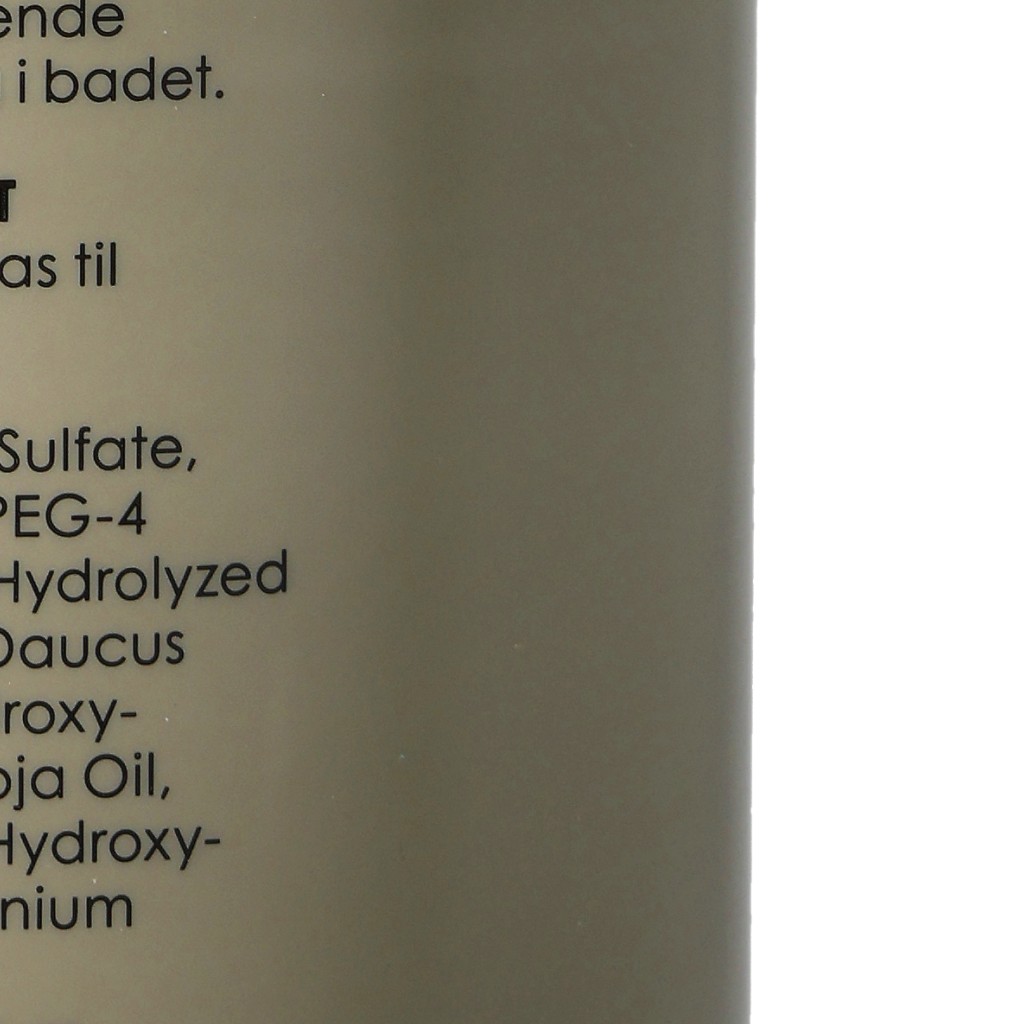 ende
i badet.
T
as til
Sulfate,
PEG-4
Hydrolyzed
Daucus
roxy-
oja Oil,
Hydroxy-
nium